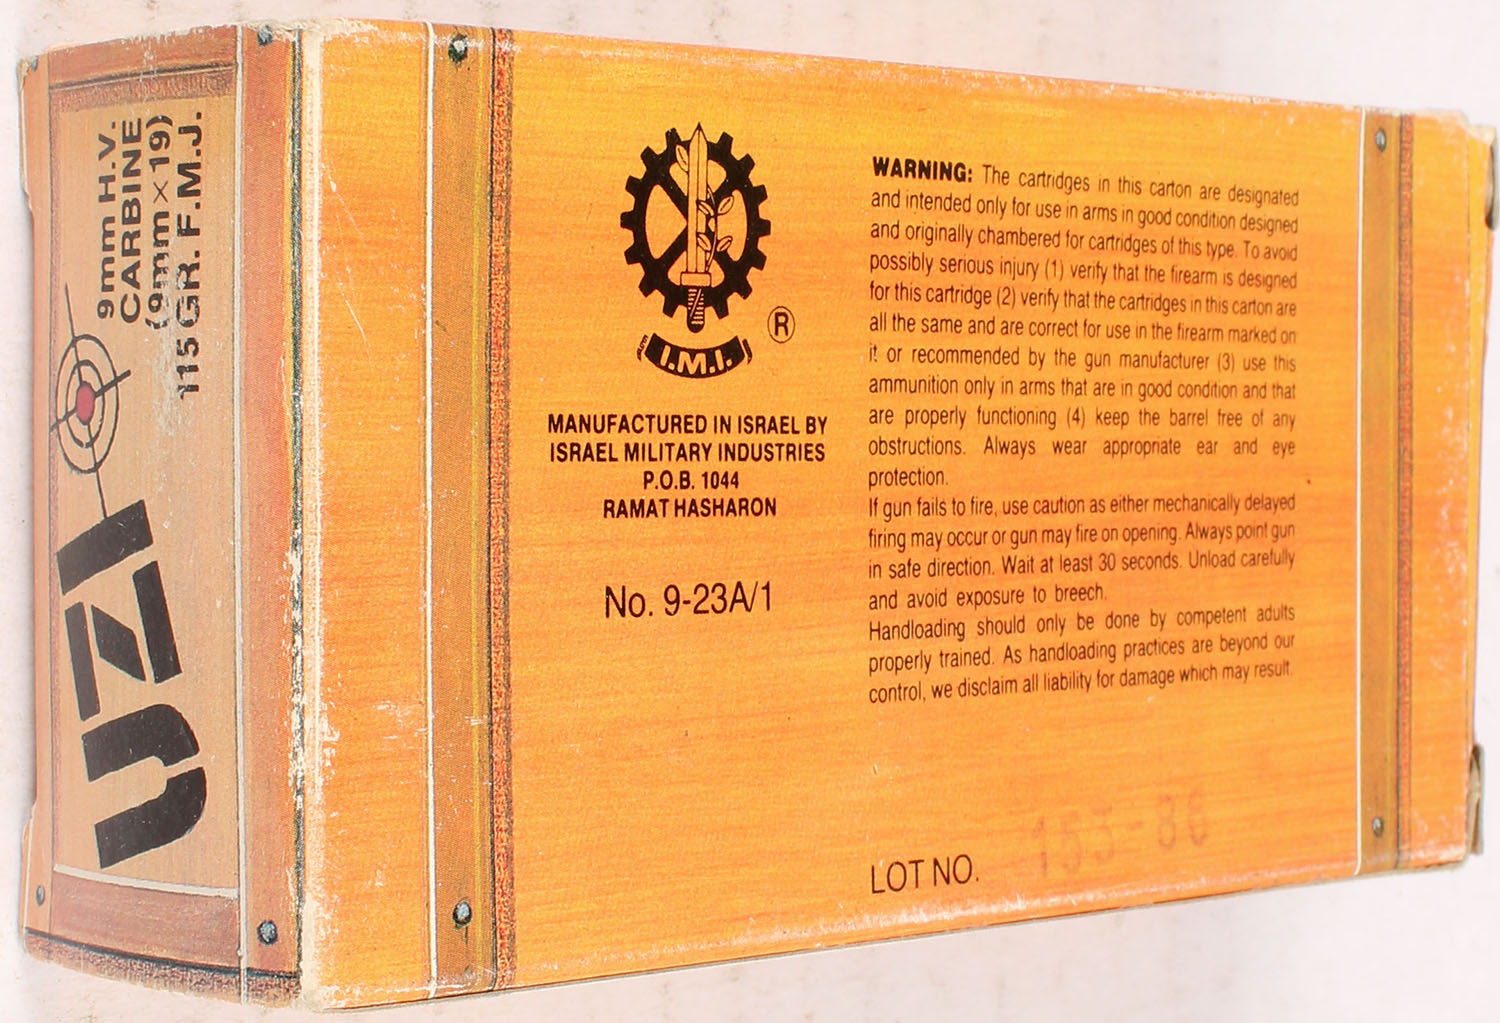 9mm H.V.
CARBINE
(9mm×19)
115 GR. F.M.J.
UZI
I.M.I.
®
MANUFACTURED IN ISRAEL BY
ISRAEL MILITARY INDUSTRIES
P.O.B. 1044
RAMAT HASHARON
No. 9-23A/1
WARNING: The cartridges in this carton are designated
and intended only for use in arms in good condition designed
and originally chambered for cartridges of this type. To avoid
possibly serious injury (1) verify that the firearm is designed
for this cartridge (2) verify that the cartridges in this carton are
all the same and are correct for use in the firearm marked on
it or recommended by the gun manufacturer (3) use this
ammunition only in arms that are in good condition and that
are properly functioning (4) keep the barrel free of any
obstructions. Always wear appropriate ear and eye
protection.
If gun fails to fire, use caution as either mechanically delayed
firing may occur or gun may fire on opening. Always point gun
in safe direction. Wait at least 30 seconds. Unload carefully
and avoid exposure to breech.
Handloading should only be done by competent adults
properly trained. As handloading practices are beyond our
control, we disclaim all liability for damage which may result.
LOT NO. 153-86